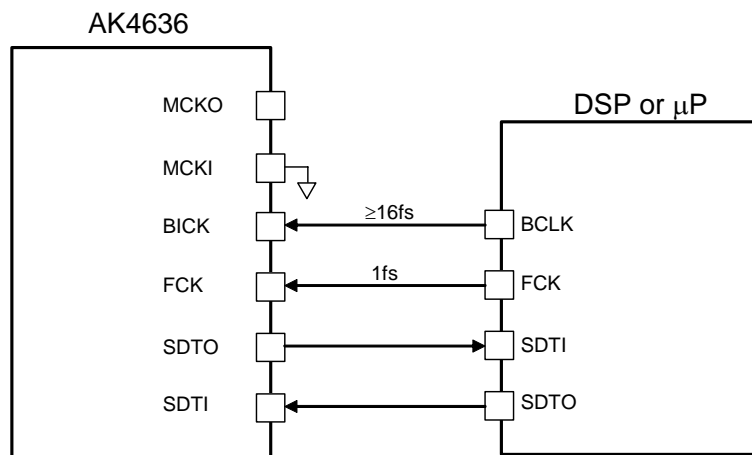 AK4636
DSP or μP
MCKO
MCKI
BICK
≥16fs
BCLK
FCK
1fs
FCK
SDTO
SDTI
SDTI
SDTO